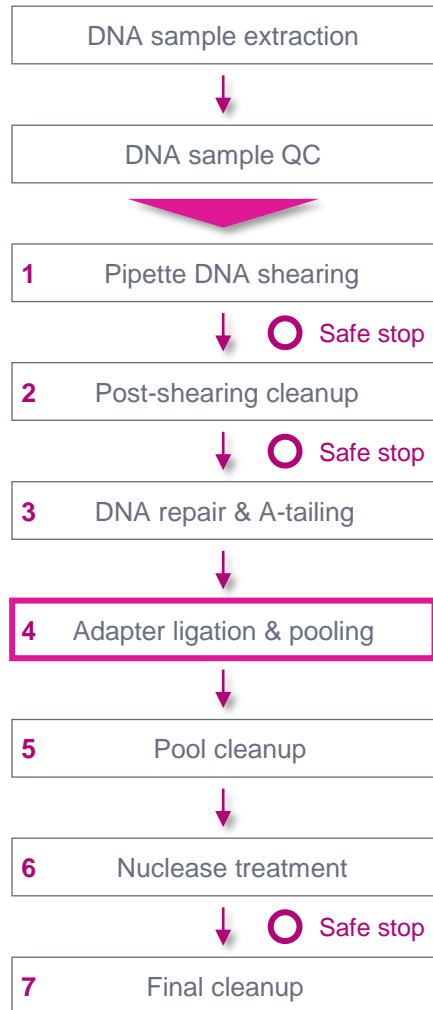 DNA sample extraction
DNA sample QC
1 Pipette DNA shearing
Safe stop
2 Post-shearing cleanup
Safe stop
3 DNA repair & A-tailing
4 Adapter ligation & pooling
5 Pool cleanup
6 Nuclease treatment
Safe stop
7 Final cleanup